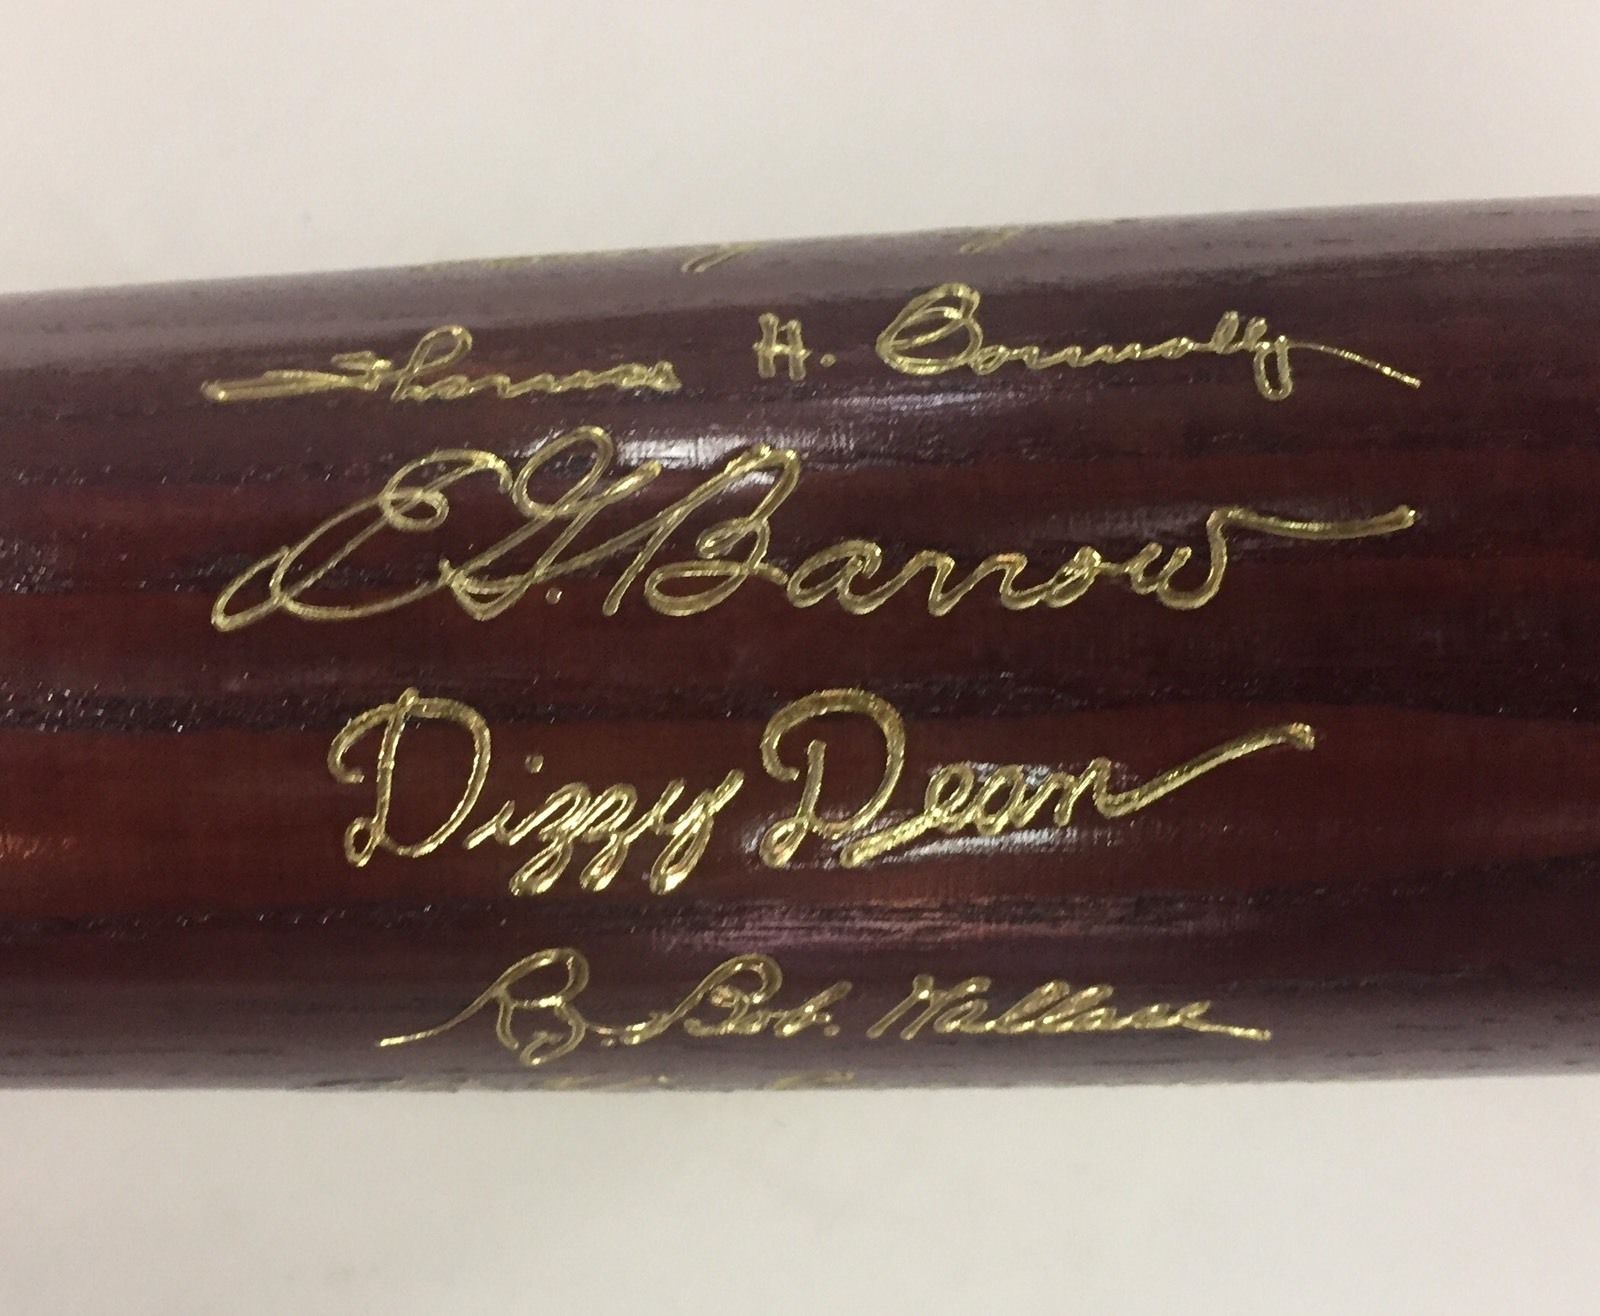 Thomas H. Connolly
E.G. Barrow
Dizzy Dean
R. Bob. Wallace